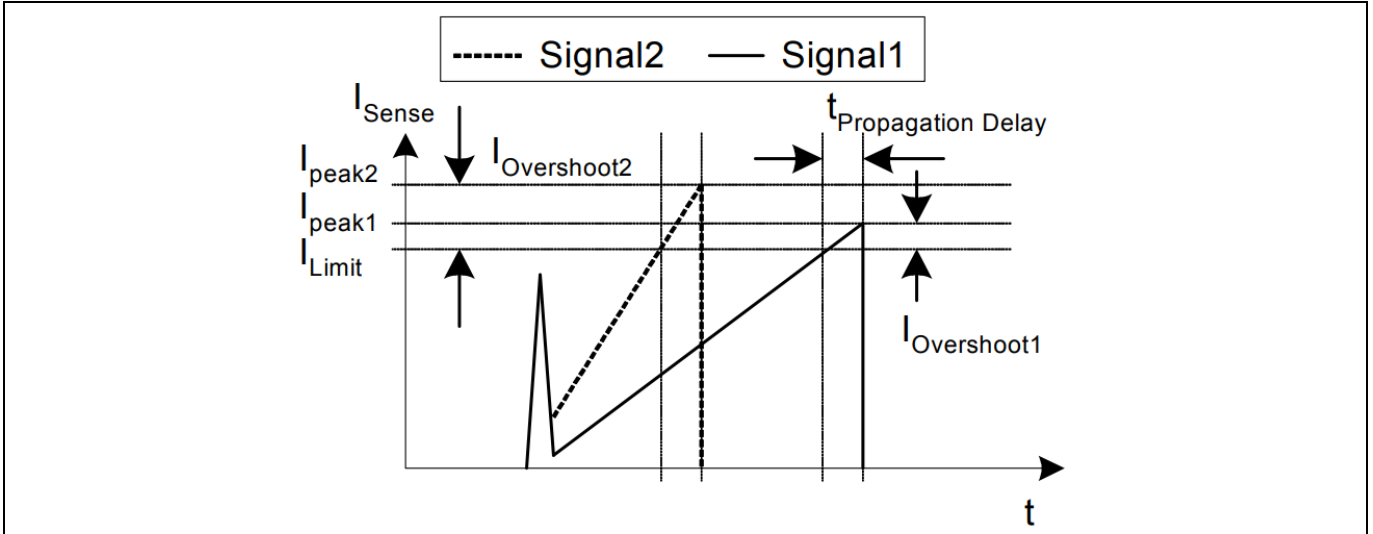 Signal2 Signal1
ISense
tPropagation Delay
Ipeak2
IOvershoot2
Ipeak1
ILimit
IOvershoot1
t